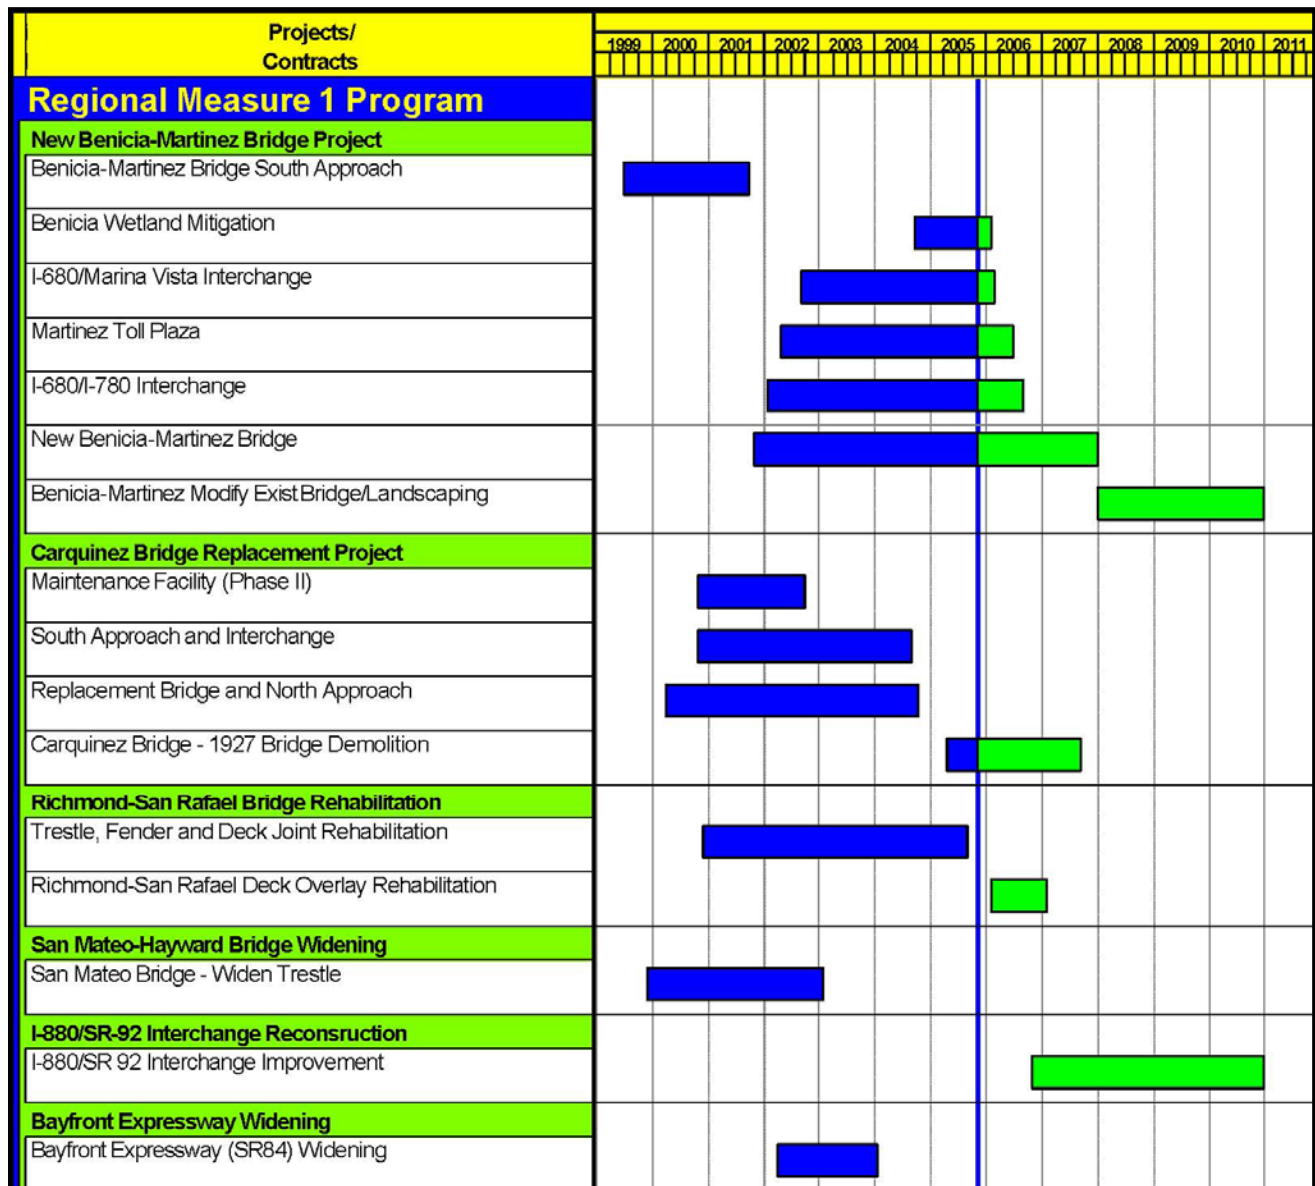 Projects/
Contracts
1999 2000 2001 2002 2003 2004 2005 2006 2007 2008 2009 2010 2011
Regional Measure 1 Program
New Benicia-Martinez Bridge Project
Benicia-Martinez Bridge South Approach
Benicia Wetland Mitigation
I-680/Marina Vista Interchange
Martinez Toll Plaza
I-680/I-780 Interchange
New Benicia-Martinez Bridge
Benicia-Martinez Modify Exist Bridge/Landscaping
Carquinez Bridge Replacement Project
Maintenance Facility (Phase II)
South Approach and Interchange
Replacement Bridge and North Approach
Carquinez Bridge - 1927 Bridge Demolition
Richmond-San Rafael Bridge Rehabilitation
Trestle, Fender and Deck Joint Rehabilitation
Richmond-San Rafael Deck Overlay Rehabilitation
San Mateo-Hayward Bridge Widening
San Mateo Bridge - Widen Trestle
I-880/SR-92 Interchange Reconsruction
I-880/SR 92 Interchange Improvement
Bayfront Expressway Widening
Bayfront Expressway (SR84) Widening